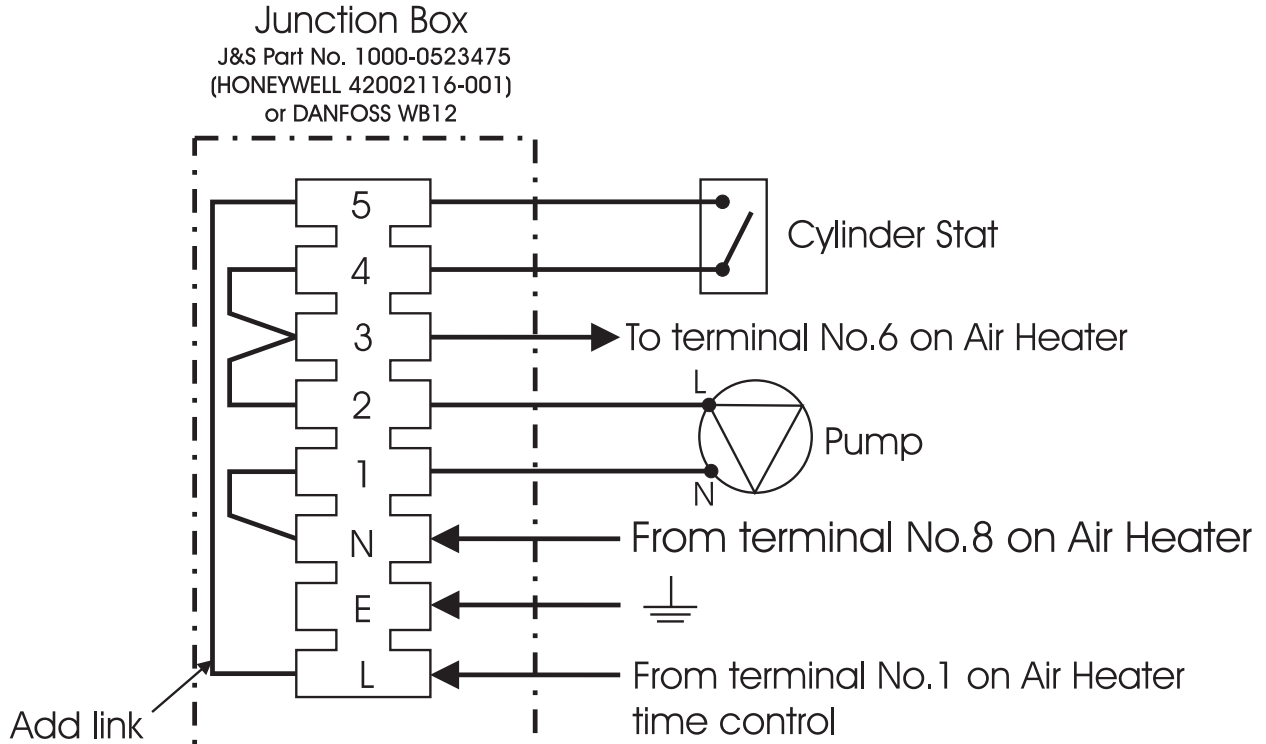 Junction Box
J&S Part No. 1000-0523475
(HONEYWELL 42002116-001)
or DANFOSS WB12
5
Cylinder Stat
4
3
To terminal No.6 on Air Heater
L
2
Pump
1
N
N
From terminal No.8 on Air Heater
E
L
From terminal No.1 on Air Heater
time control
Add link